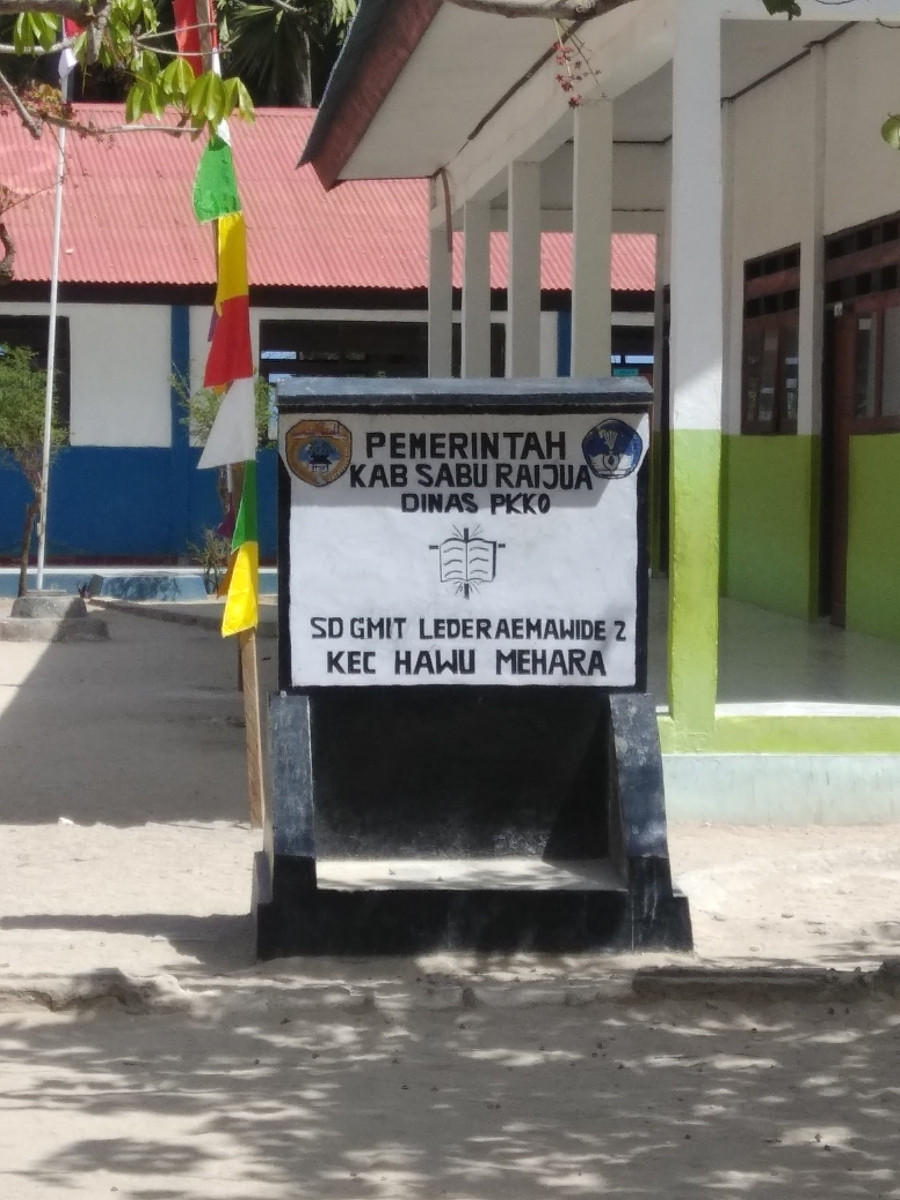 PEMERINTAH
KAB SABU RAIJUA
DINAS PKKO
SD GMIT LEDERAEMAWIDE 2
KEC HAWU MEHARA